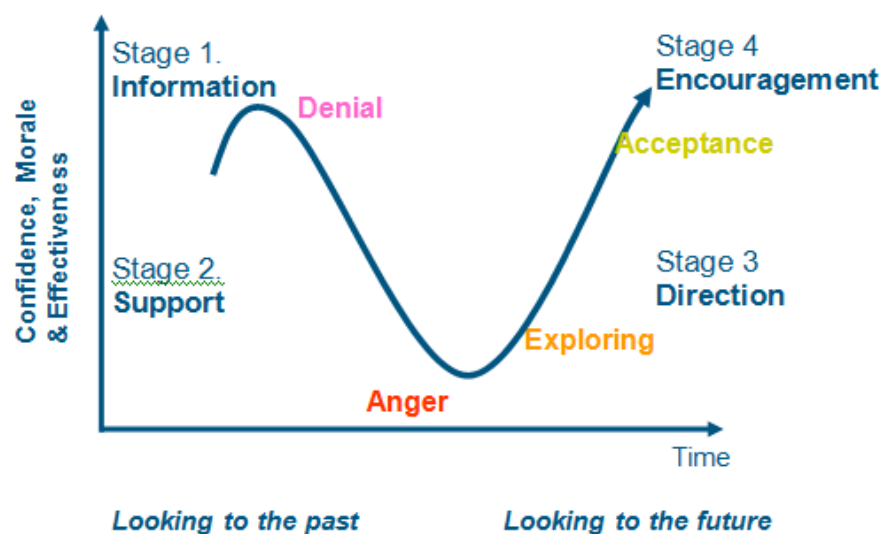 Stage 1.
Information
Denial
Stage 4
Encouragement
Acceptance
Confidence, Morale
& Effectiveness
Stage 2.
Support
Stage 3
Direction
Exploring
Anger
Time
Looking to the past
Looking to the future